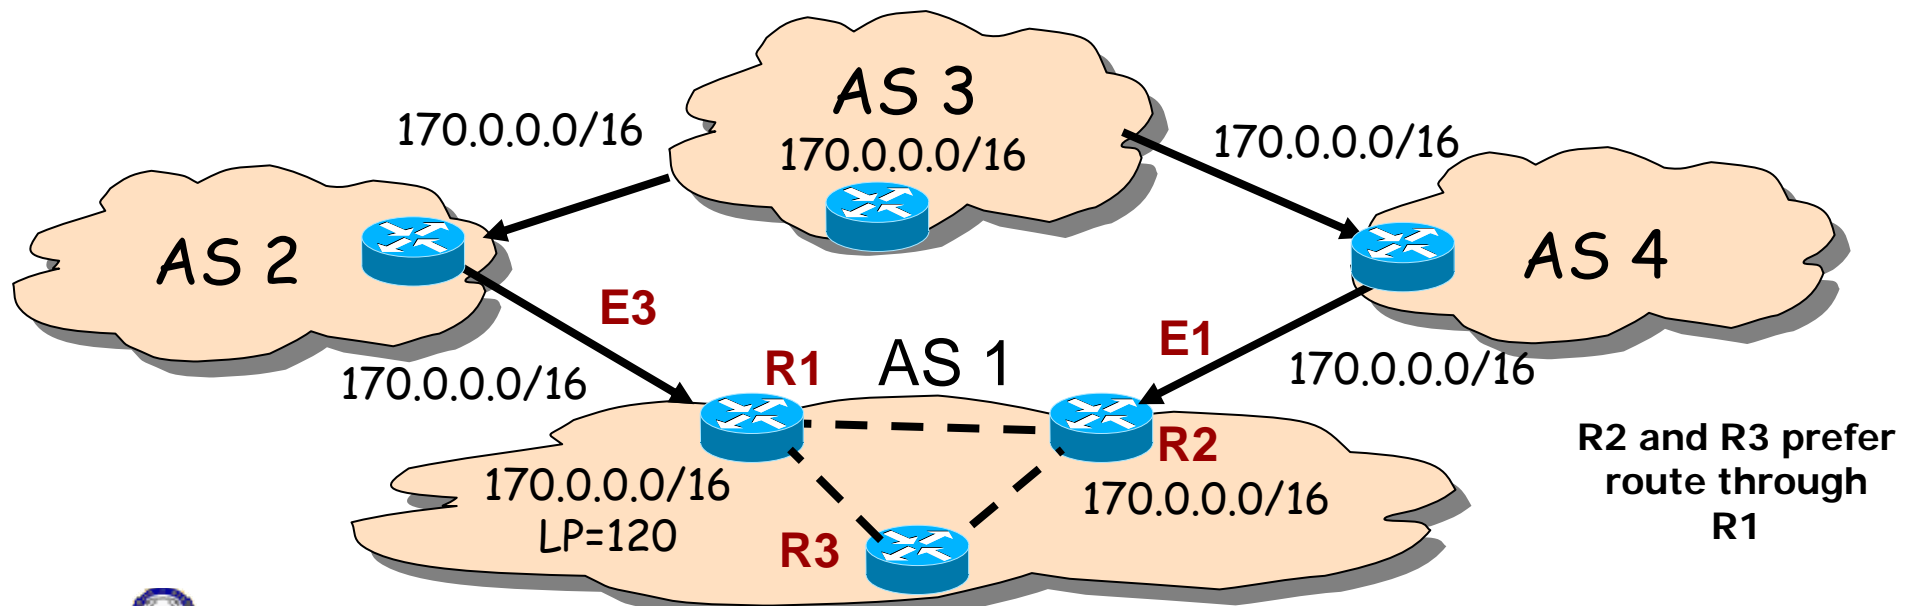 AS 3
170.0.0.0/16
170.0.0.0/16
170.0.0.0/16
AS 2
AS 4
E3
E1
170.0.0.0/16
R1
AS 1
170.0.0.0/16
R2
170.0.0.0/16
LP=120
170.0.0.0/16
R3
R2 and R3 prefer
route through
R1